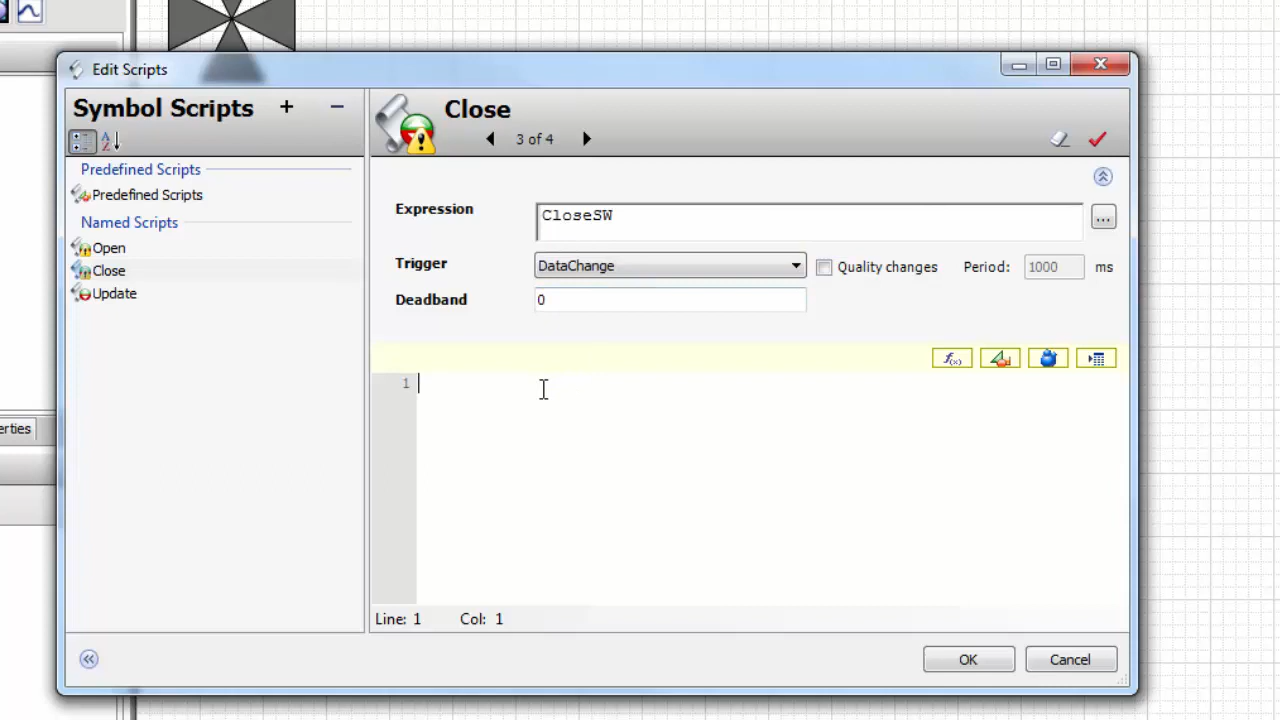 Edit Scripts
Symbol Scripts + −
Predefined Scripts
Predefined Scripts
Named Scripts
Open
Close
Update
Close
3 of 4
Expression
CloseSW
...
Trigger
DataChange
Quality changes
Period:
1000
ms
Deadband
0
f(x)
1
Line: 1
Col: 1
OK
Cancel
erties